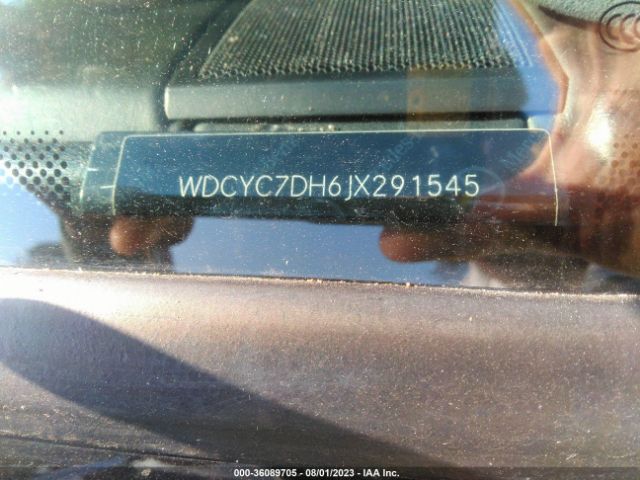 WDCYC7DH6JX291545
000-36089705 - 08/01/2023 - IAA Inc.